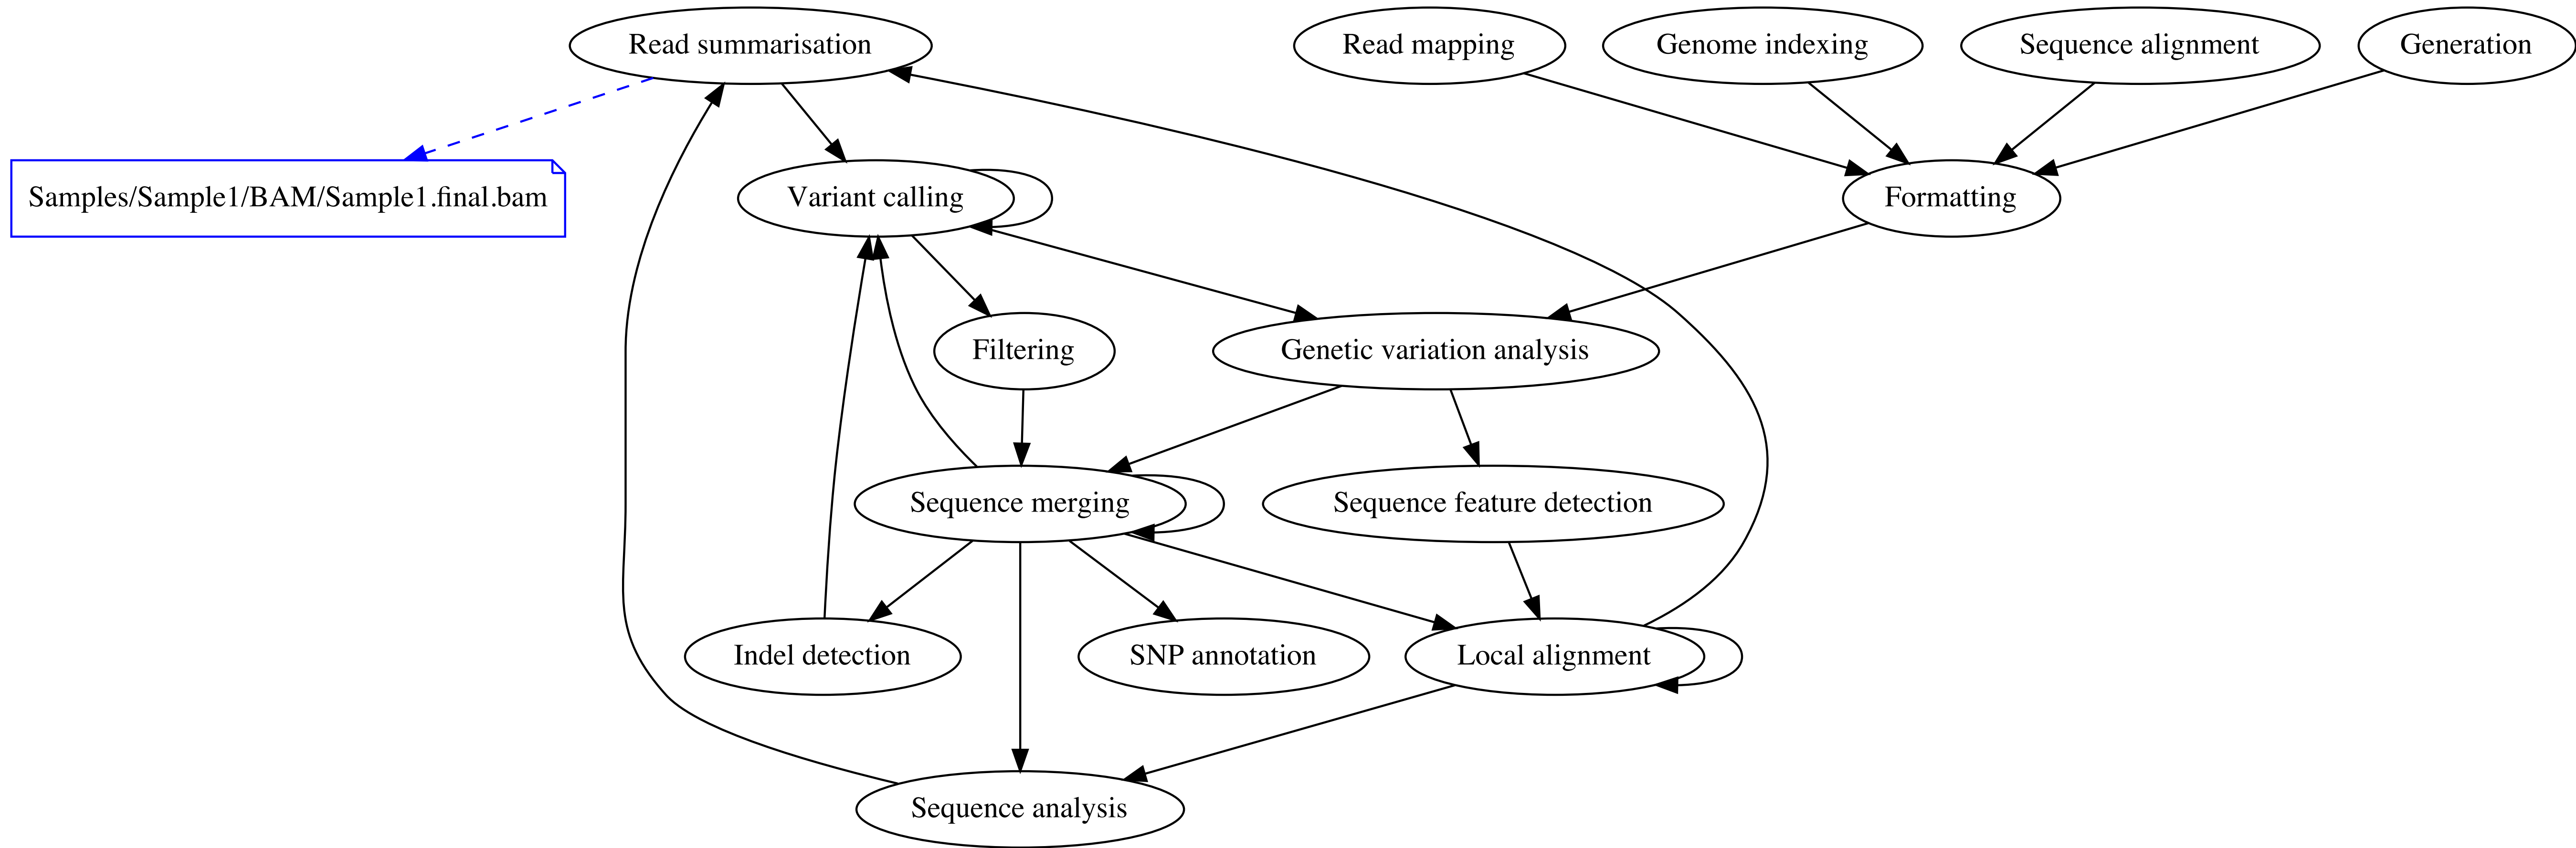 Read summarisation
Read mapping
Genome indexing
Sequence alignment
Generation
Samples/Sample1/BAM/Sample1.final.bam
Variant calling
Formatting
Filtering
Genetic variation analysis
Sequence merging
Sequence feature detection
Indel detection
SNP annotation
Local alignment
Sequence analysis